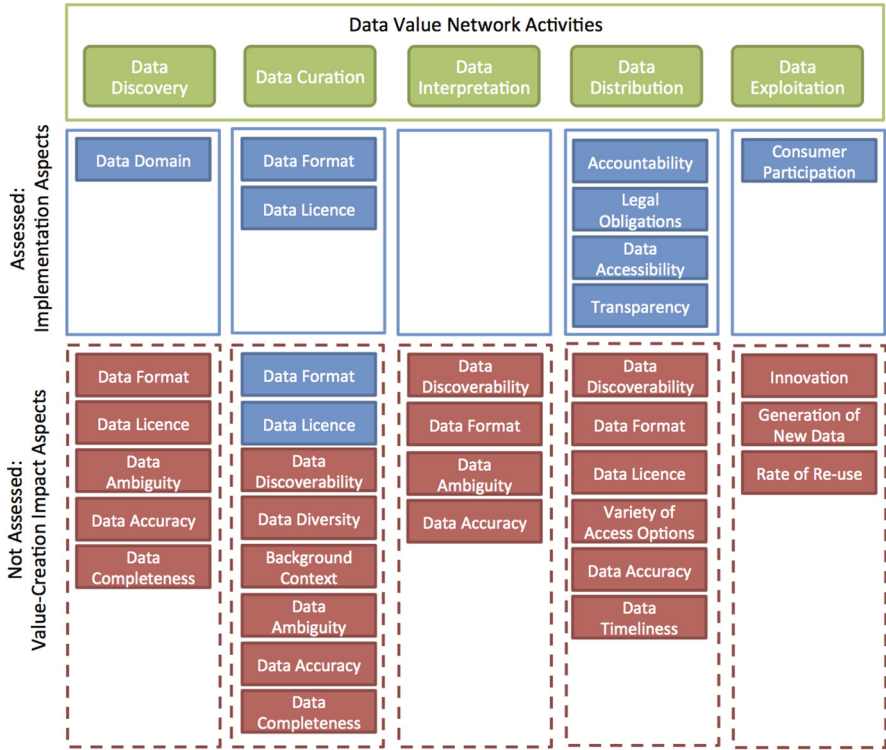 Data Value Network Activities
Data
Discovery
Data Curation
Data
Interpretation
Data
Distribution
Data
Exploitation
Assessed:
Implementation Aspects
Data Domain
Data Format
Data Licence
Accountability
Legal
Obligations
Data
Accessibility
Transparency
Consumer
Participation
Not Assessed:
Value-Creation Impact Aspects
Data Format
Data Licence
Data
Ambiguity
Data Accuracy
Data
Completeness
Data Format
Data Licence
Data
Discoverability
Data Diversity
Background
Context
Data
Ambiguity
Data Accuracy
Data
Completeness
Data
Discoverability
Data Format
Data
Ambiguity
Data Accuracy
Data
Discoverability
Data Format
Data Licence
Variety of
Access Options
Data Accuracy
Data
Timeliness
Innovation
Generation of
New Data
Rate of Re-use